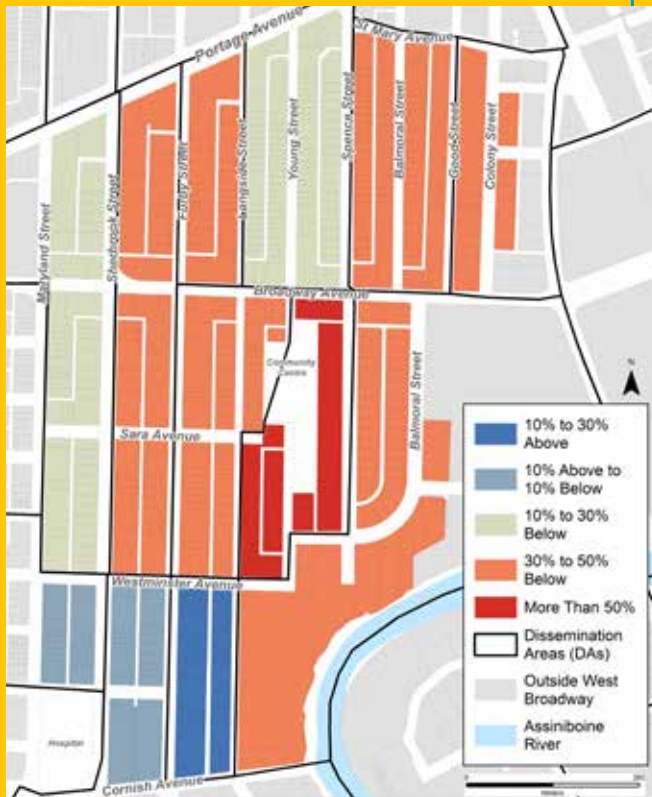 Portage Avenue
St Mary Avenue
Maryland Street
Sherbrook Street
Furby Street
Langside Street
Young Street
Spence Street
Balmoral Street
Good Street
Colony Street
Broadway Avenue
Community
Centre
Balmoral Street
Sara Avenue
Westminster Avenue
Hospital
Cornish Avenue
N
10% to 30%
Above
10% Above to
10% Below
10% to 30%
Below
30% to 50%
Below
More Than 50%
Dissemination
Areas (DAs)
Outside West
Broadway
Assiniboine
River
0
Meters